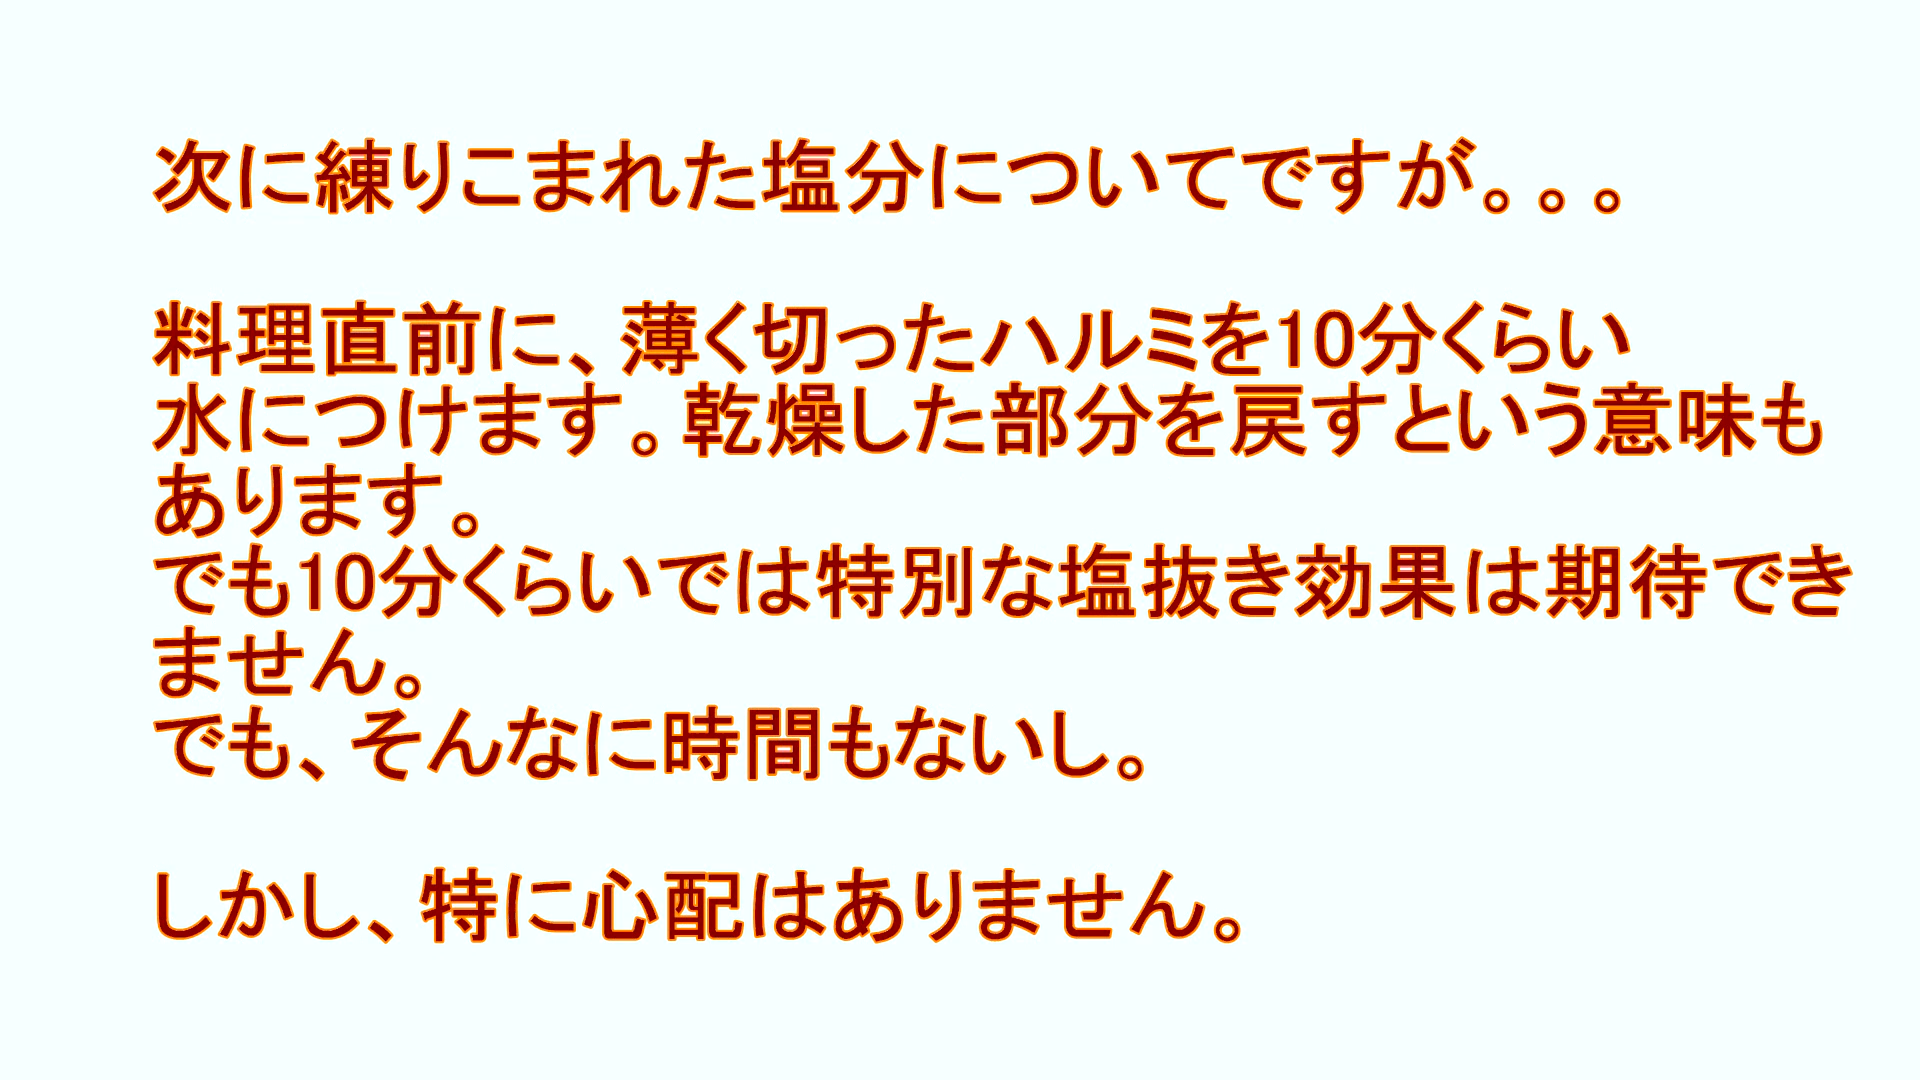 次に練りこまれた塩分についてですが。。。
料理直前に、薄く切ったハルミを10分くらい
水につけます。乾燥した部分を戻すという意味も
あります。
でも10分くらいでは特別な塩抜き効果は期待でき
ません。
でも、そんなに時間もないし。
しかし、特に心配はありません。